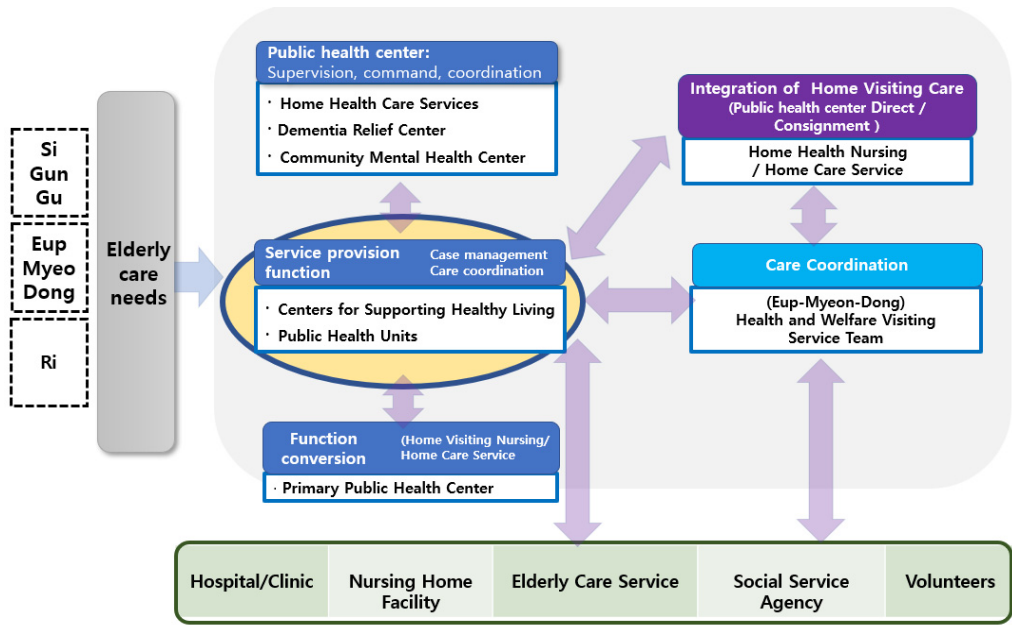 Si
Gun
Gu
Eup
Myeo
Dong
Ri
Elderly
care
needs
Public health center:
Supervision, command, coordination
· Home Health Care Services
· Dementia Relief Center
· Community Mental Health Center
Integration of Home Visiting Care
(Public health center Direct /
Consignment )
Home Health Nursing
/ Home Care Service
Service provision
function
Case management
Care coordination
· Centers for Supporting Healthy Living
· Public Health Units
Care Coordination
(Eup-Myeon-Dong)
Health and Welfare Visiting
Service Team
Function
conversion
(Home Visiting Nursing/
Home Care Service
· Primary Public Health Center
Hospital/Clinic
Nursing Home
Facility
Elderly Care Service
Social Service
Agency
Volunteers